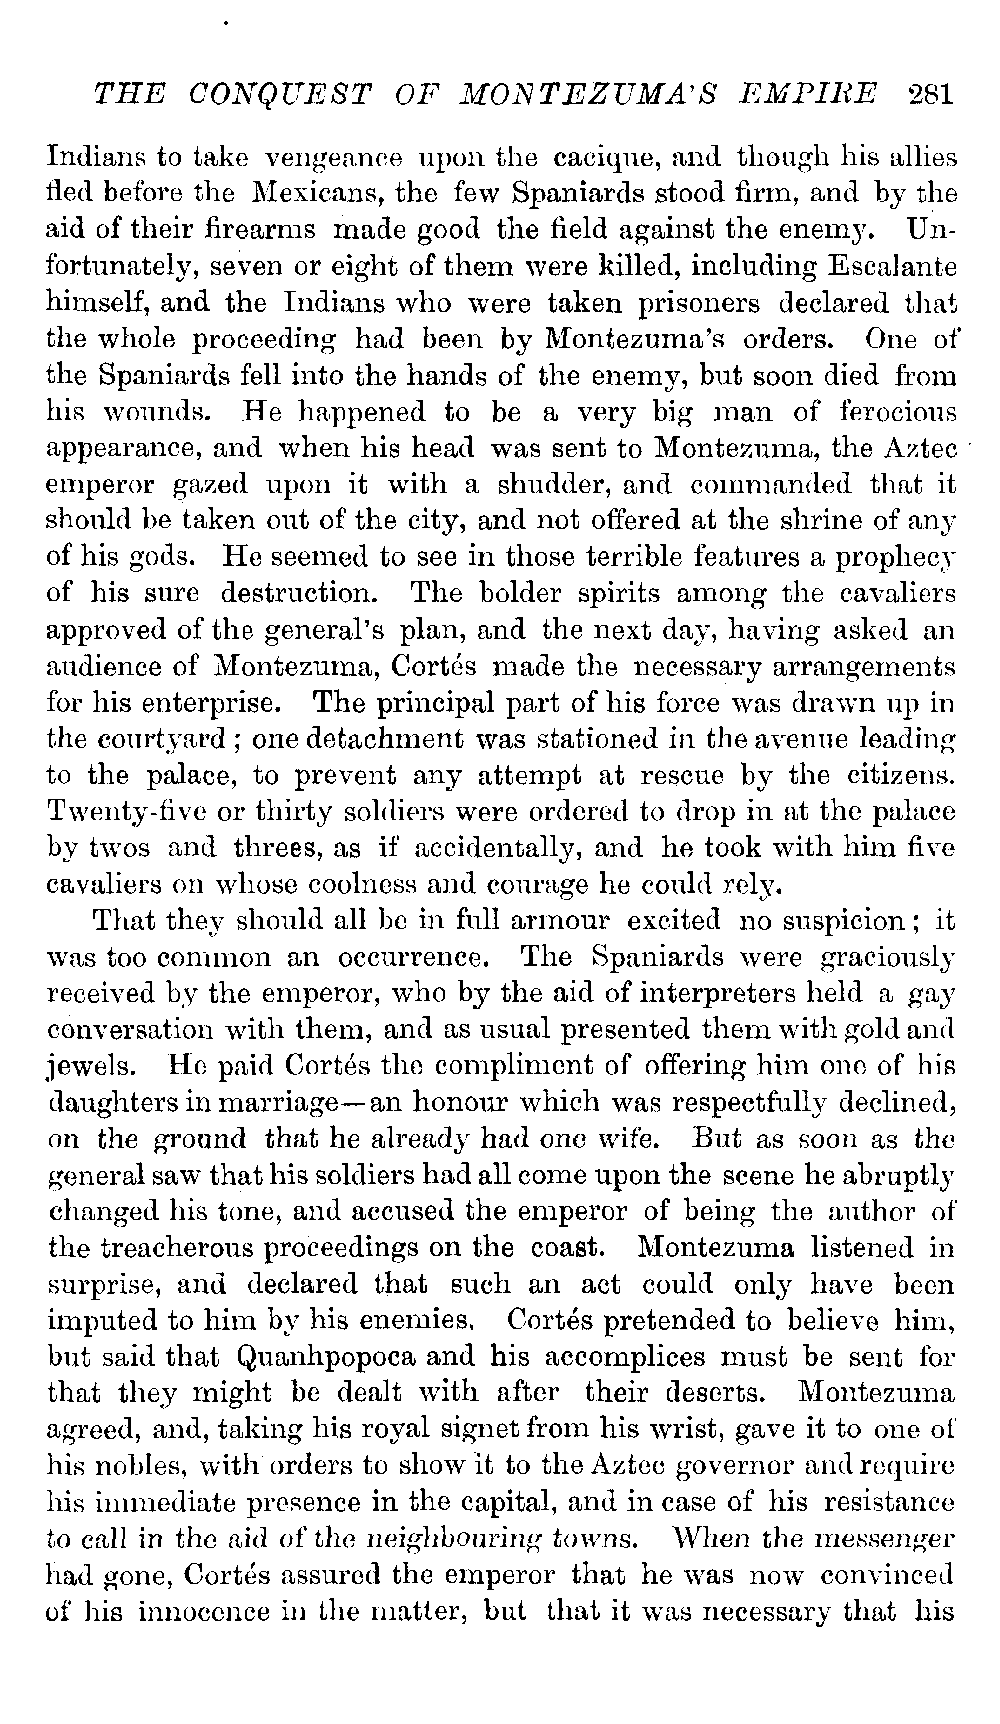 THE CONQUEST OF MONTEZUMA'S EMPIRE 281
Indians to take vengeance upon the cacique, and though his allies
fled before the Mexicans, the few Spaniards stood firm, and by the
aid of their firearms made good the field against the enemy. Un-
fortunately, seven or eight of them were killed, including Escalante
himself, and the Indians who were taken prisoners declared that
the whole proceeding had been by Montezuma's orders. One of
the Spaniards fell into the hands of the enemy, but soon died from
his wounds. He happened to be a very big man of ferocious
appearance, and when his head was sent to Montezuma, the Aztec
emperor gazed upon it with a shudder, and commanded that it
should be taken out of the city, and not offered at the shrine of any
of his gods. He seemed to see in those terrible features a prophecy
of his sure destruction. The bolder spirits among the cavaliers
approved of the general's plan, and the next day, having asked an
audience of Montezuma, Cortés made the necessary arrangements
for his enterprise. The principal part of his force was drawn up in
the courtyard; one detachment was stationed in the avenue leading
to the palace, to prevent any attempt at rescue by the citizens.
Twenty-five or thirty soldiers were ordered to drop in at the palace
by twos and threes, as if accidentally, and he took with him five
cavaliers on whose coolness and courage he could rely.
That they should all be in full armour excited no suspicion; it
was too common an occurrence. The Spaniards were graciously
received by the emperor, who by the aid of interpreters held a gay
conversation with them, and as usual presented them with gold and
jewels. He paid Cortés the compliment of offering him one of his
daughters in marriage—an honour which was respectfully declined,
on the ground that he already had one wife. But as soon as the
general saw that his soldiers had all come upon the scene he abruptly
changed his tone, and accused the emperor of being the author of
the treacherous proceedings on the coast. Montezuma listened in
surprise, and declared that such an act could only have been
imputed to him by his enemies. Cortés pretended to believe him,
but said that Quanhpopoca and his accomplices must be sent for
that they might be dealt with after their deserts. Montezuma
agreed, and, taking his royal signet from his wrist, gave it to one of
his nobles, with orders to show it to the Aztec governor and require
his immediate presence in the capital, and in case of his resistance
to call in the aid of the neighbouring towns. When the messenger
had gone, Cortés assured the emperor that he was now convinced
of his innocence in the matter, but that it was necessary that his